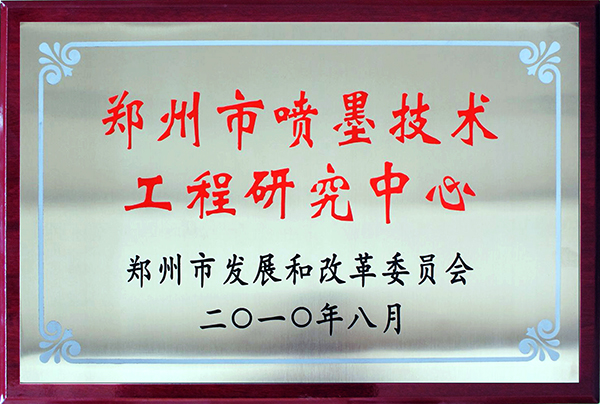 郑州市喷墨技术
工程研究中心
郑州市发展和改革委员会
二〇一〇年八月